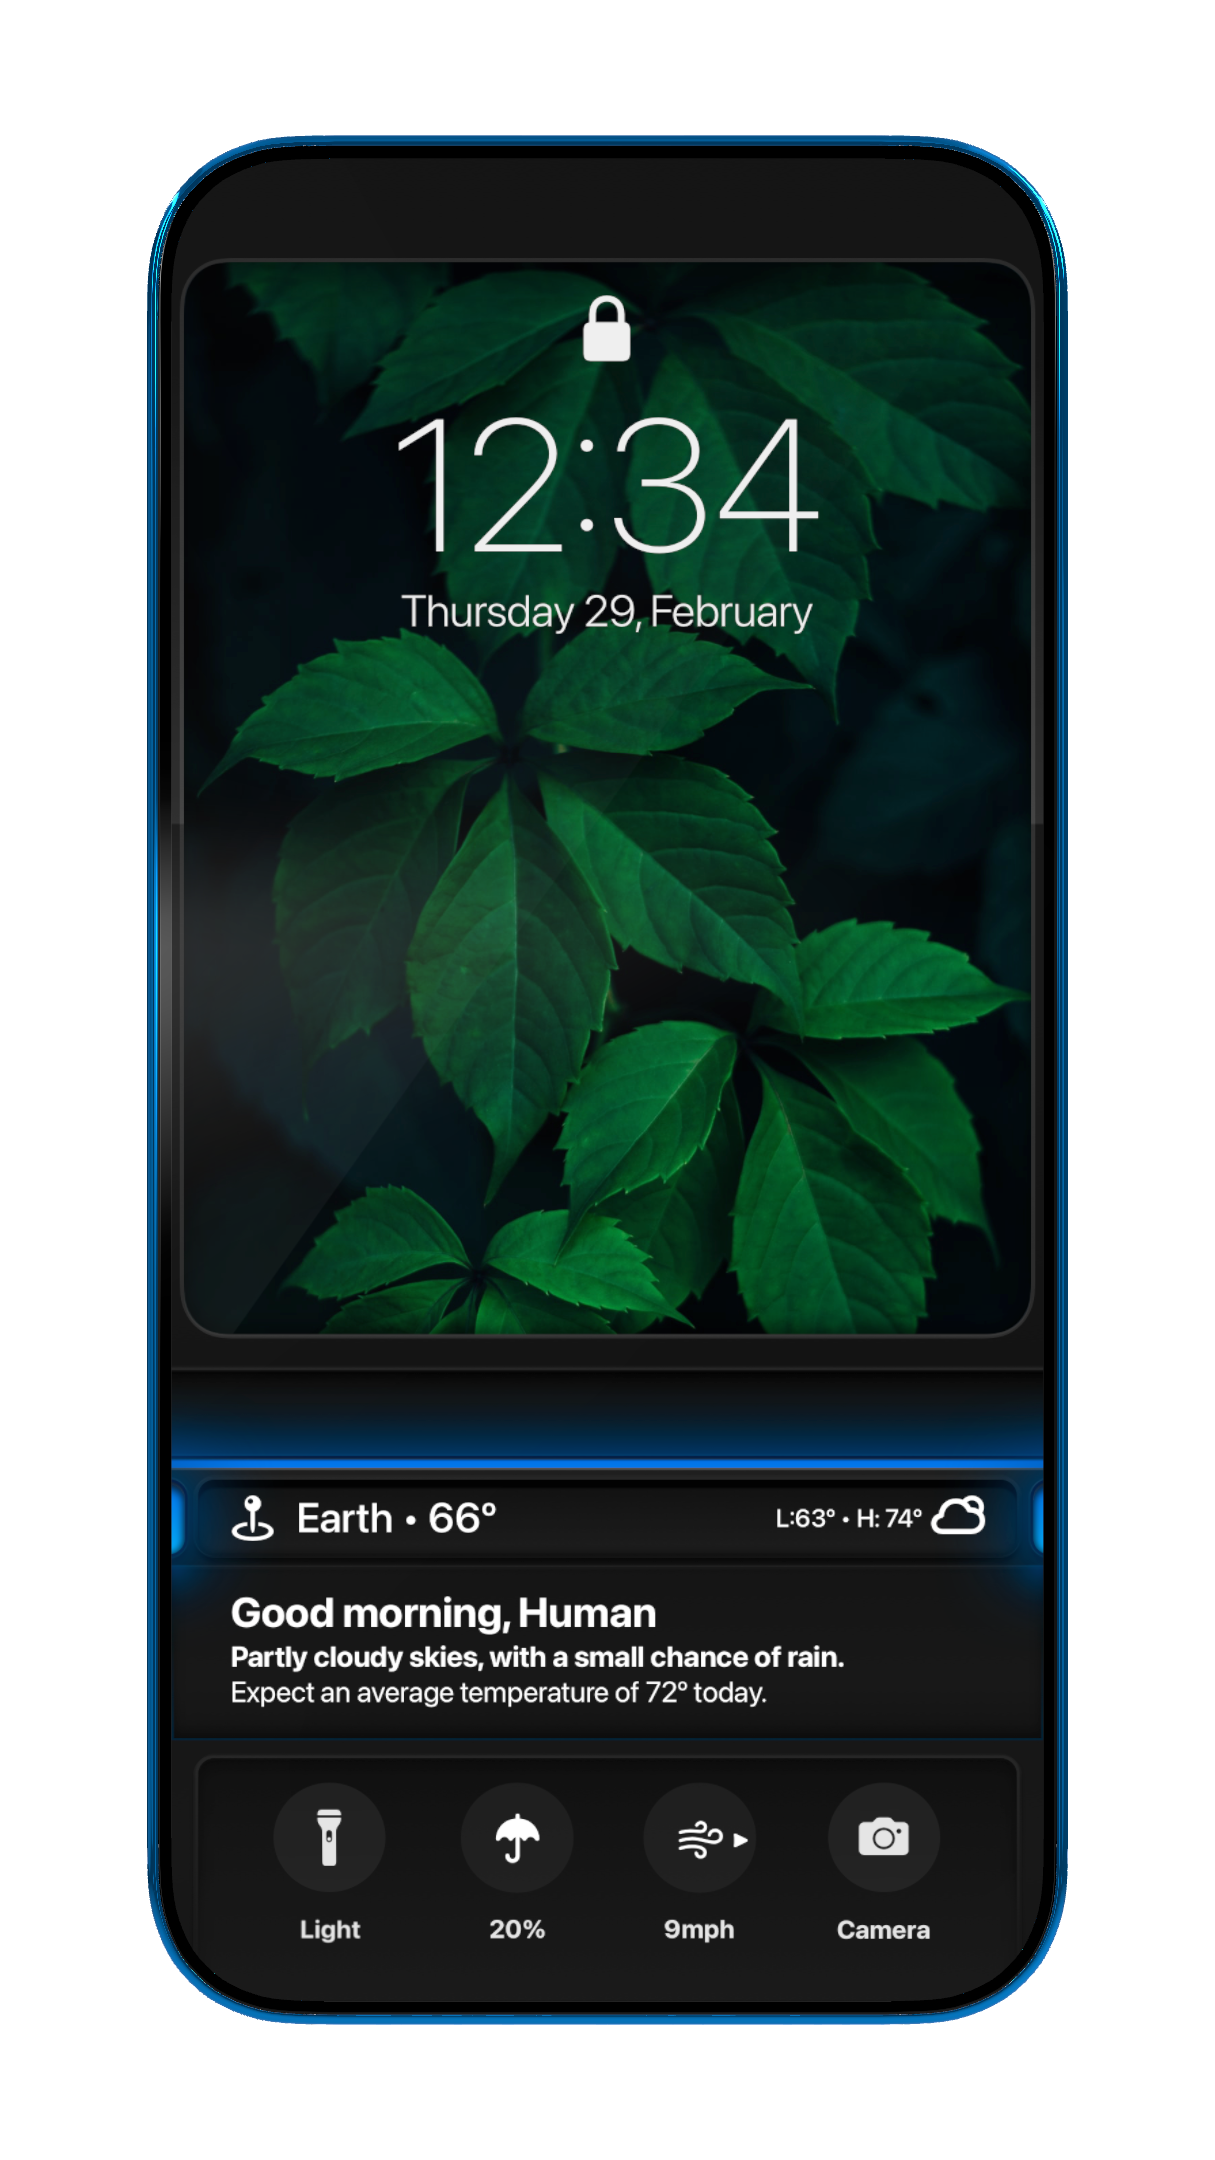 12:34
Thursday 29, February
Earth • 66°
L:63° • H: 74°
Good morning, Human
Partly cloudy skies, with a small chance of rain.
Expect an average temperature of 72° today.
Light
20%
9mph
Camera